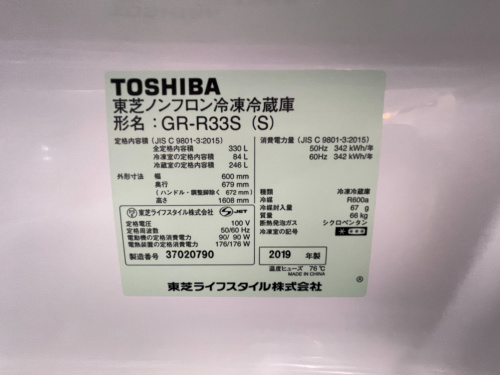 TOSHIBA
東芝ノンフロン冷凍冷蔵庫
形名：GR-R33S (S)
定格内容積 (JIS C 9801-3:2015)
全定格内容積 330 L
冷凍室の定格内容積 84 L
冷蔵室の定格内容積 246 L
外形寸法 幅 600 mm
奥行 679 mm
(ハンドル・調整脚除く 672 mm)
高さ 1608 mm
東芝ライフスタイル株式会社 JET
定格電圧 100 V
定格周波数 50/60 Hz
電動機の定格消費電力 90/ 90 W
電熱装置の定格消費電力 176/176 W
製造番号 37020790
消費電力量 (JIS C 9801-3:2015)
50Hz 342 kWh/年
60Hz 342 kWh/年
種類 冷凍冷蔵庫
冷媒 R600a
冷媒封入量 67 g
質量 66 kg
断熱発泡ガス シクロペンタン
冷凍室の記号
2019 年製
温度ヒューズ 76℃
MADE IN CHINA
Ⓐ
東芝ライフスタイル株式会社